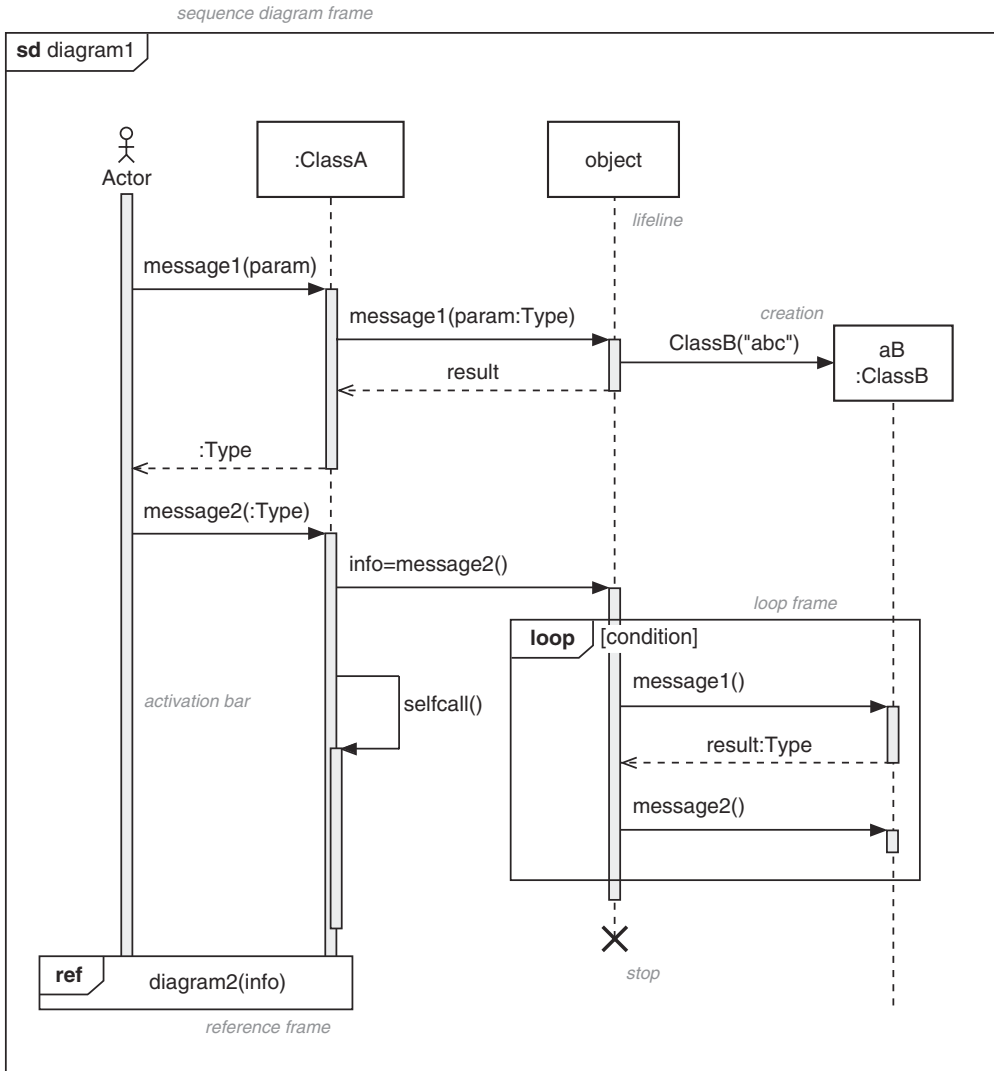 sequence diagram frame
sd diagram1
Actor
:ClassA
object
lifeline
message1(param)
message1(param:Type)
creation
ClassB("abc")
aB
:ClassB
result
:Type
message2(:Type)
info=message2()
loop frame
loop [condition]
message1()
activation bar
selfcall()
result:Type
message2()
stop
ref
diagram2(info)
reference frame